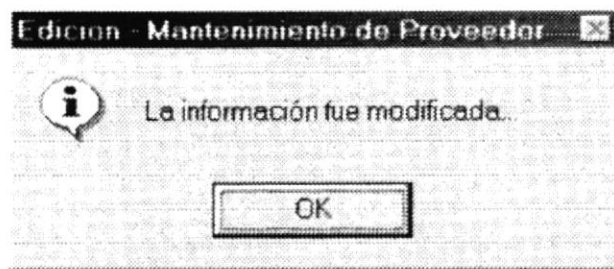 Edicion - Mantenimiento de Proveedor
La información fue modificada...
OK